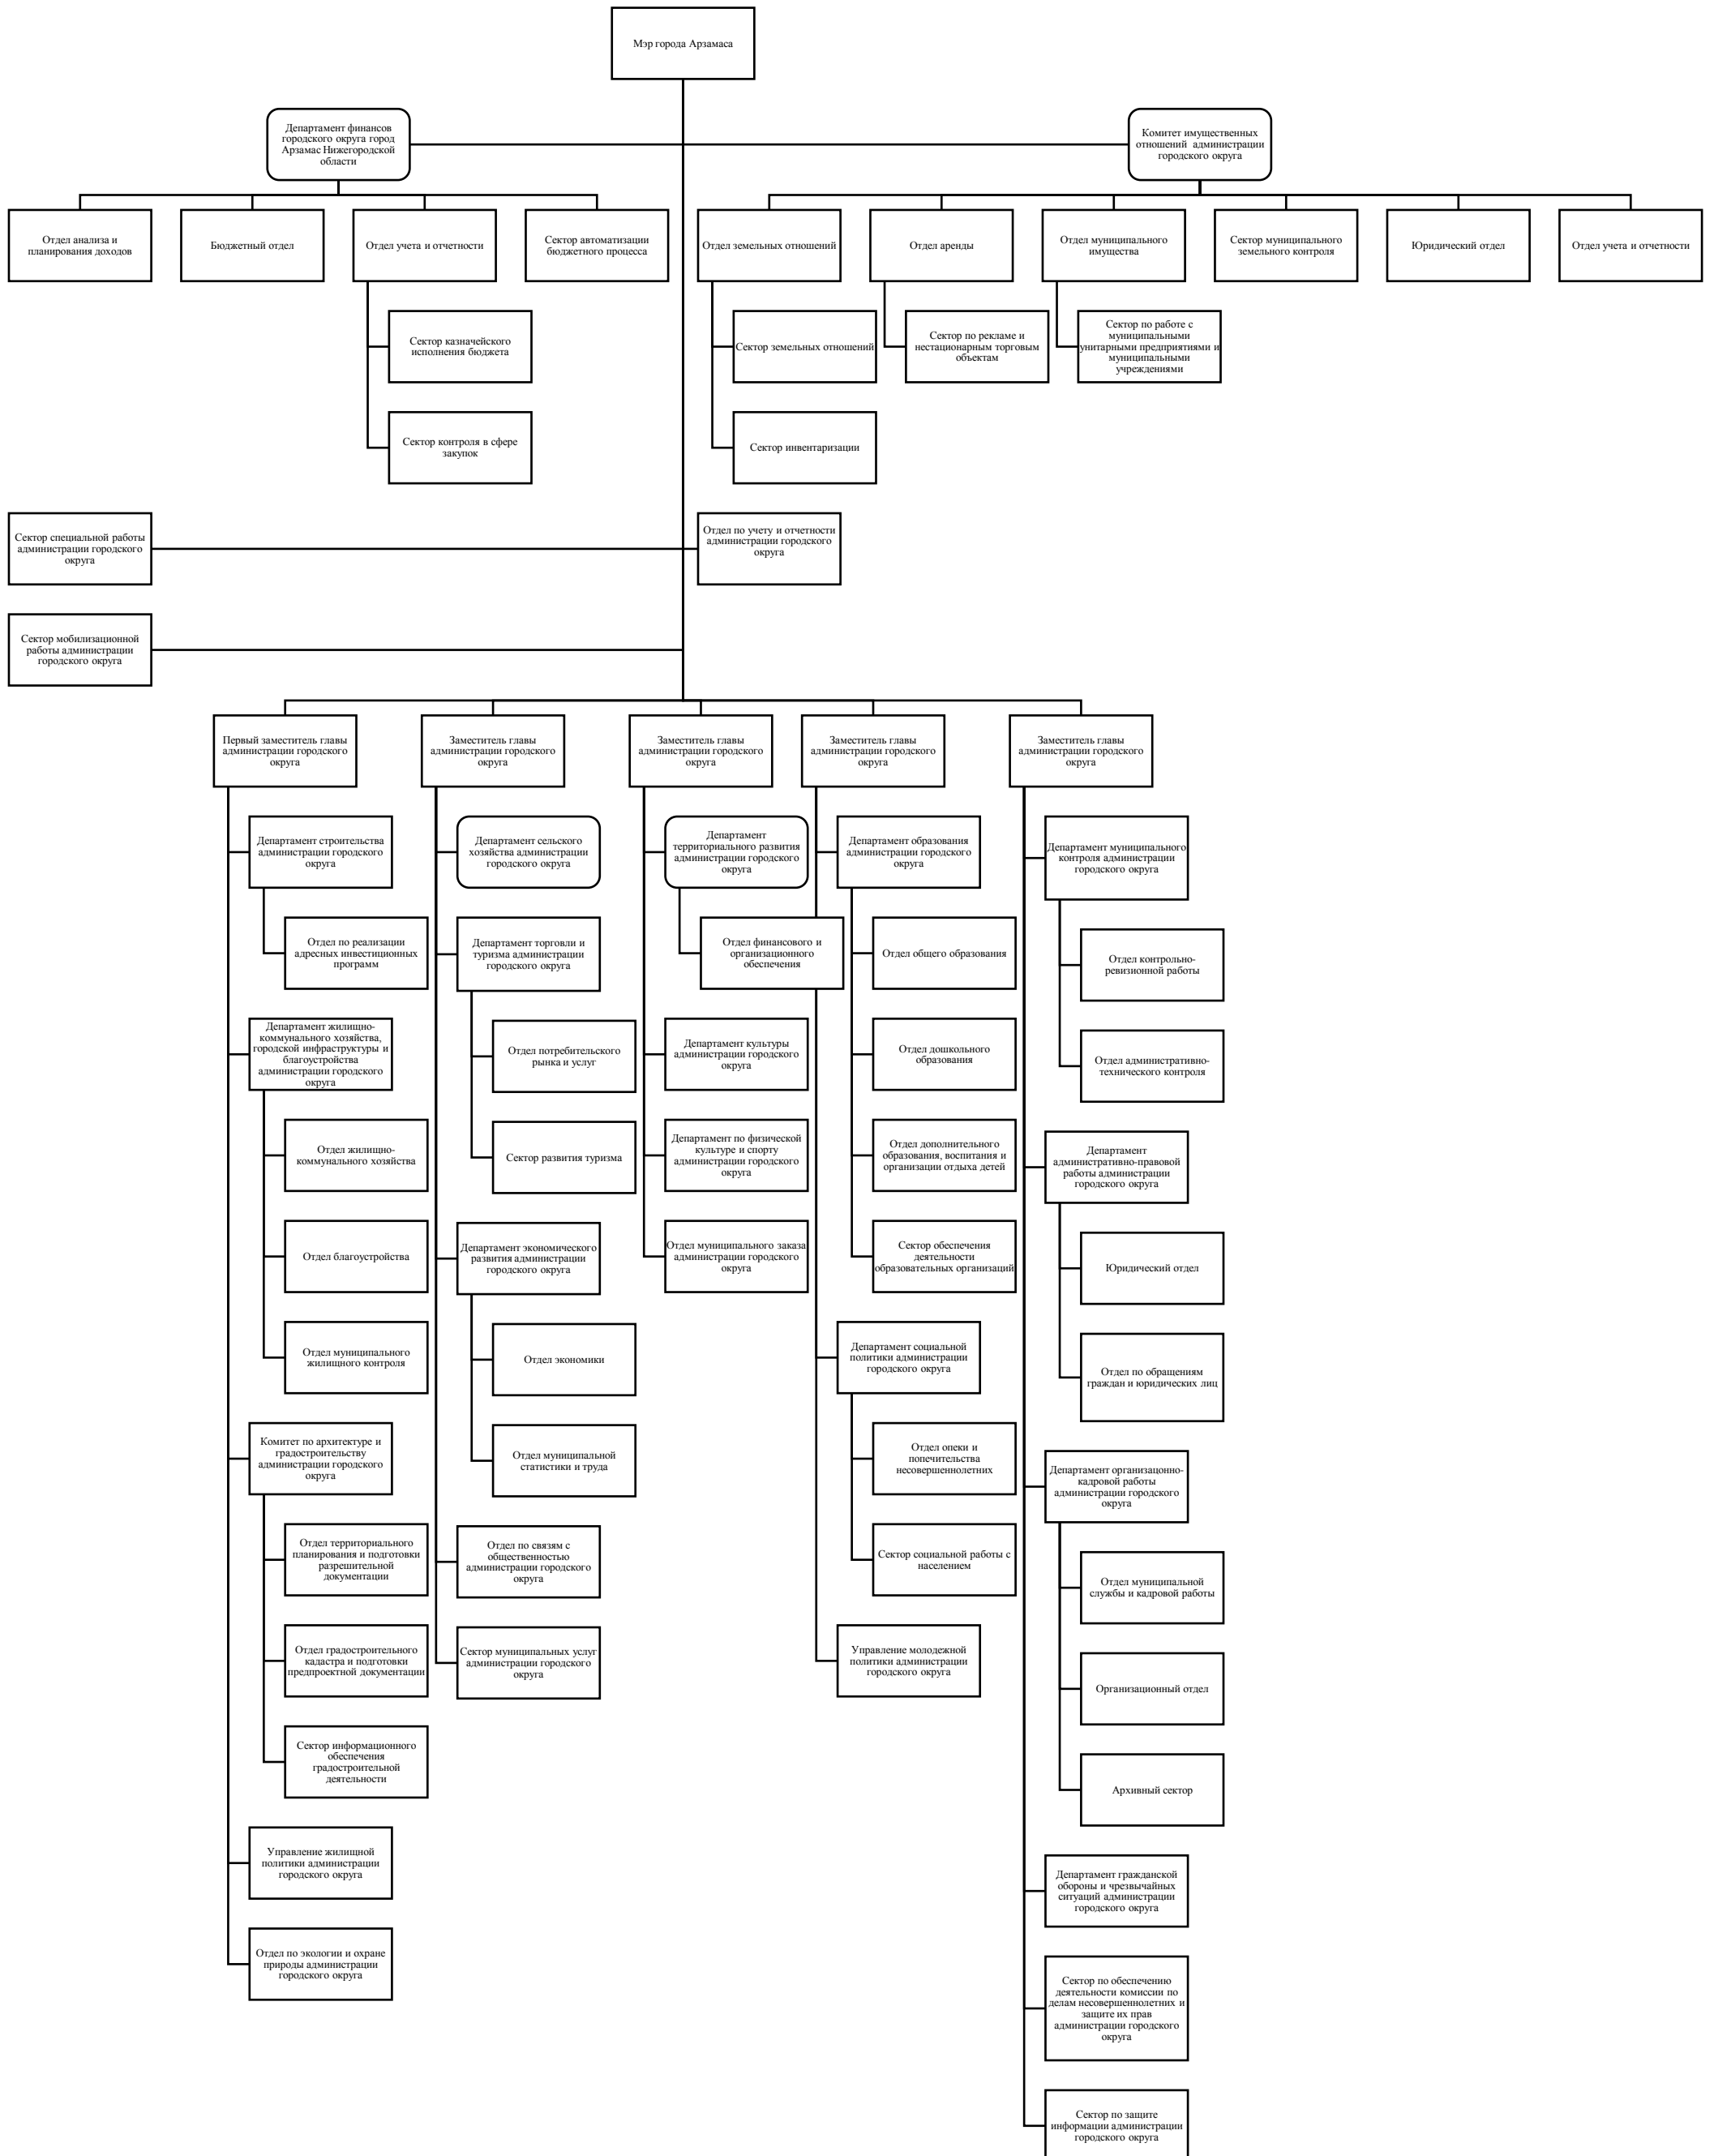 Мэр города Арзамаса
Департамент финансов
городского округа город
Арзамас Нижегородской
области
Комитет имущественных
отношений администрации
городского округа
Отдел анализа и
планирования доходов
Бюджетный отдел
Отдел учета и отчетности
Сектор автоматизации
бюджетного процесса
Отдел земельных отношений
Отдел аренды
Отдел муниципального
имущества
Сектор муниципального
земельного контроля
Юридический отдел
Отдел учета и отчетности
Сектор казначейского
исполнения бюджета
Сектор земельных отношений
Сектор по рекламе и
нестационарным торговым
объектам
Сектор по работе с
муниципальными
унитарными предприятиями и
муниципальными
учреждениями
Сектор контроля в сфере
закупок
Сектор инвентаризации
Сектор специальной работы
администрации городского
округа
Отдел по учету и отчетности
администрации городского
округа
Сектор мобилизационной
работы администрации
городского округа
Первый заместитель главы
администрации городского
округа
Заместитель главы
администрации городского
округа
Заместитель главы
администрации городского
округа
Заместитель главы
администрации городского
округа
Заместитель главы
администрации городского
округа
Департамент строительства
администрации городского
округа
Отдел по реализации
адресных инвестиционных
программ
Департамент жилищно-
коммунального хозяйства,
городской инфраструктуры и
благоустройства
администрации городского
округа
Отдел жилищно-
коммунального хозяйства
Отдел благоустройства
Отдел муниципального
жилищного контроля
Комитет по архитектуре и
градостроительству
администрации городского
округа
Отдел территориального
планирования и подготовки
разрешительной
документации
Отдел градостроительного
кадастра и подготовки
предпроектной документации
Сектор информационного
обеспечения
градостроительной
деятельности
Управление жилищной
политики администрации
городского округа
Отдел по экологии и охране
природы администрации
городского округа
Департамент сельского
хозяйства администрации
городского округа
Департамент торговли и
туризма администрации
городского округа
Отдел потребительского
рынка и услуг
Сектор развития туризма
Департамент экономического
развития администрации
городского округа
Отдел экономики
Отдел муниципальной
статистики и труда
Отдел по связям с
общественностью
администрации городского
округа
Сектор муниципальных услуг
администрации городского
округа
Департамент
территориального развития
администрации городского
округа
Отдел финансового и
организационного
обеспечения
Департамент культуры
администрации городского
округа
Департамент по физической
культуре и спорту
администрации городского
округа
Отдел муниципального заказа
администрации городского
округа
Департамент образования
администрации городского
округа
Отдел общего образования
Отдел дошкольного
образования
Отдел дополнительного
образования, воспитания и
организации отдыха детей
Сектор обеспечения
деятельности
образовательных организаций
Департамент социальной
политики администрации
городского округа
Отдел опеки и
попечительства
несовершеннолетних
Сектор социальной работы с
населением
Управление молодежной
политики администрации
городского округа
Департамент муниципального
контроля администрации
городского округа
Отдел контрольно-
ревизионной работы
Отдел административно-
технического контроля
Департамент
административно-правовой
работы администрации
городского округа
Юридический отдел
Отдел по обращениям
граждан и юридических лиц
Департамент организацонно-
кадровой работы
администрации городского
округа
Отдел муниципальной
службы и кадровой работы
Организационный отдел
Архивный сектор
Департамент гражданской
обороны и чрезвычайных
ситуаций администрации
городского округа
Сектор по обеспечению
деятельности комиссии по
делам несовершеннолетних и
защите их прав
администрации городского
округа
Сектор по защите
информации администрации
городского округа